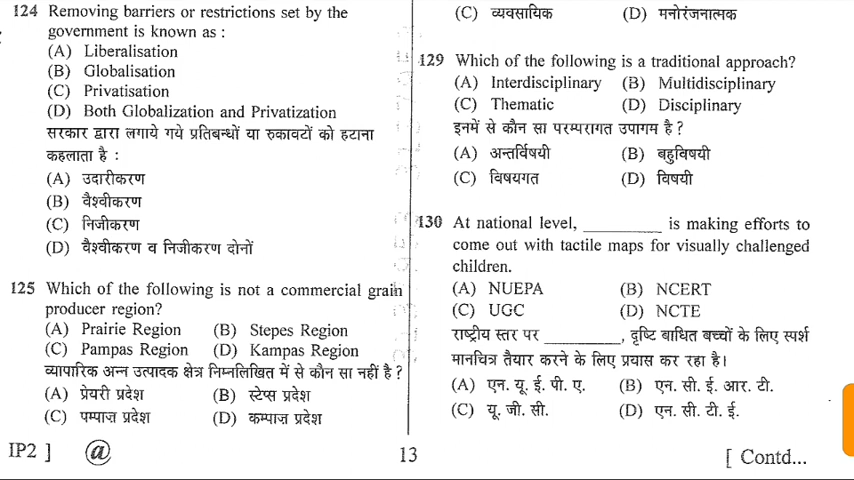 124 Removing barriers or restrictions set by the
government is known as :
(A) Liberalisation
(B) Globalisation
(C) Privatisation
(D) Both Globalization and Privatization
सरकार द्वारा लगाये गये प्रतिबन्धों या रुकावटों को हटाना
कहलाता है :
(A) उदारीकरण
(B) वैश्वीकरण
(C) निजीकरण
(D) वैश्वीकरण व निजीकरण दोनों
125 Which of the following is not a commercial grain
producer region?
(A) Prairie Region (B) Stepes Region
(C) Pampas Region (D) Kampas Region
व्यापारिक अन्न उत्पादक क्षेत्र निम्नलिखित में से कौन सा नहीं है ?
(A) प्रेयरी प्रदेश (B) स्टेप्स प्रदेश
(C) पम्पाज़ प्रदेश (D) कम्पाज़ प्रदेश
(C) व्यवसायिक (D) मनोरंजनात्मक
129 Which of the following is a traditional approach?
(A) Interdisciplinary (B) Multidisciplinary
(C) Thematic (D) Disciplinary
इनमें से कौन सा परम्परागत उपागम है ?
(A) अन्तर्विषयी (B) बहुविषयी
(C) विषयगत (D) विषयी
130 At national level, _________ is making efforts to
come out with tactile maps for visually challenged
children.
(A) NUEPA (B) NCERT
(C) UGC (D) NCTE
राष्ट्रीय स्तर पर _________, दृष्टि बाधित बच्चों के लिए स्पर्श
मानचित्र तैयार करने के लिए प्रयास कर रहा है।
(A) एन. यू. ई. पी. ए. (B) एन. सी. ई. आर. टी.
(C) यू. जी. सी. (D) एन. सी. टी. ई.
IP2 ] @ 13 [ Contd...